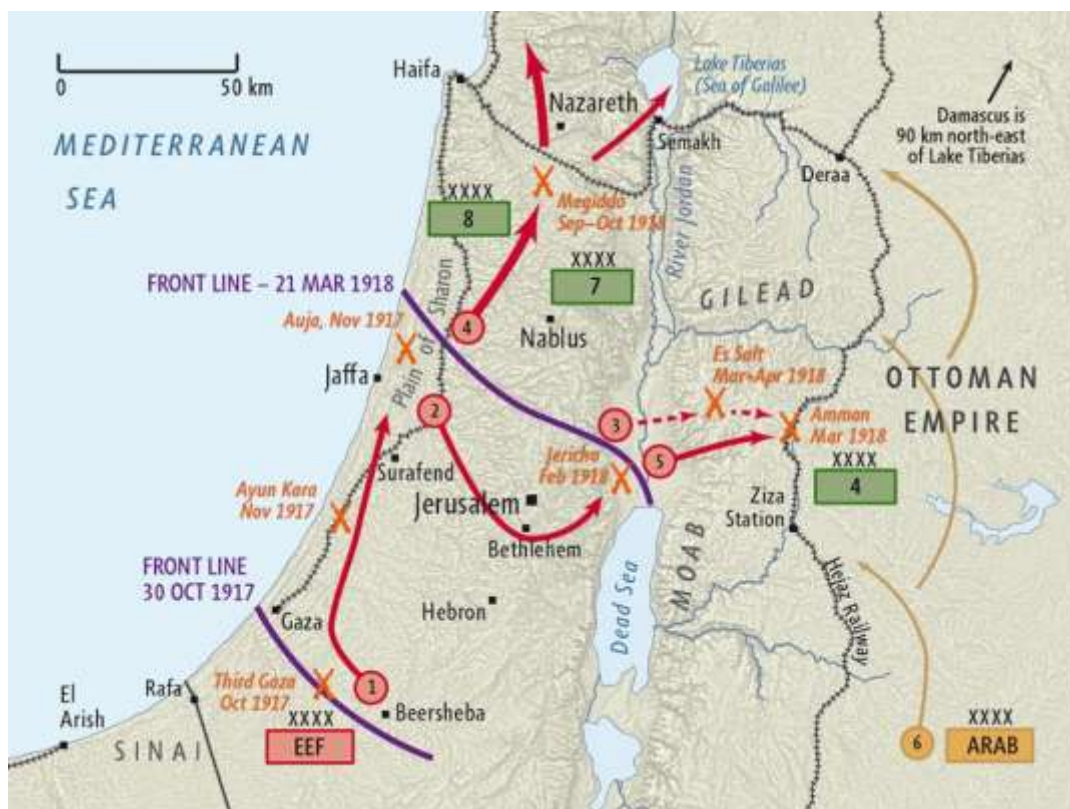 0
50 km
Haifa
Lake Tiberias
(Sea of Galilee)
Nazareth
Damascus is
90 km north-east
of Lake Tiberias
MEDITERRANEAN
SEA
Semakh
Deraa
XXXX
8
Megiddo
Sep–Oct 1918
River Jordan
XXXX
7
FRONT LINE – 21 MAR 1918
GILEAD
Auja, Nov 1917
Plain of Sharon
4
Nablus
Es Salt
Mar-Apr 1918
OTTOMAN
EMPIRE
Jaffa
2
3
Amman
Mar 1918
Jericho
Feb 1918
5
XXXX
4
Surafend
Ayun Kara
Nov 1917
Jerusalem
Ziza
Station
Bethlehem
MOAB
FRONT LINE
30 OCT 1917
Hejaz Railway
Gaza
Hebron
Dead Sea
Third Gaza
Oct 1917
1
Rafa
El
Arish
Beersheba
XXXX
EEF
SINAI
6
XXXX
ARAB